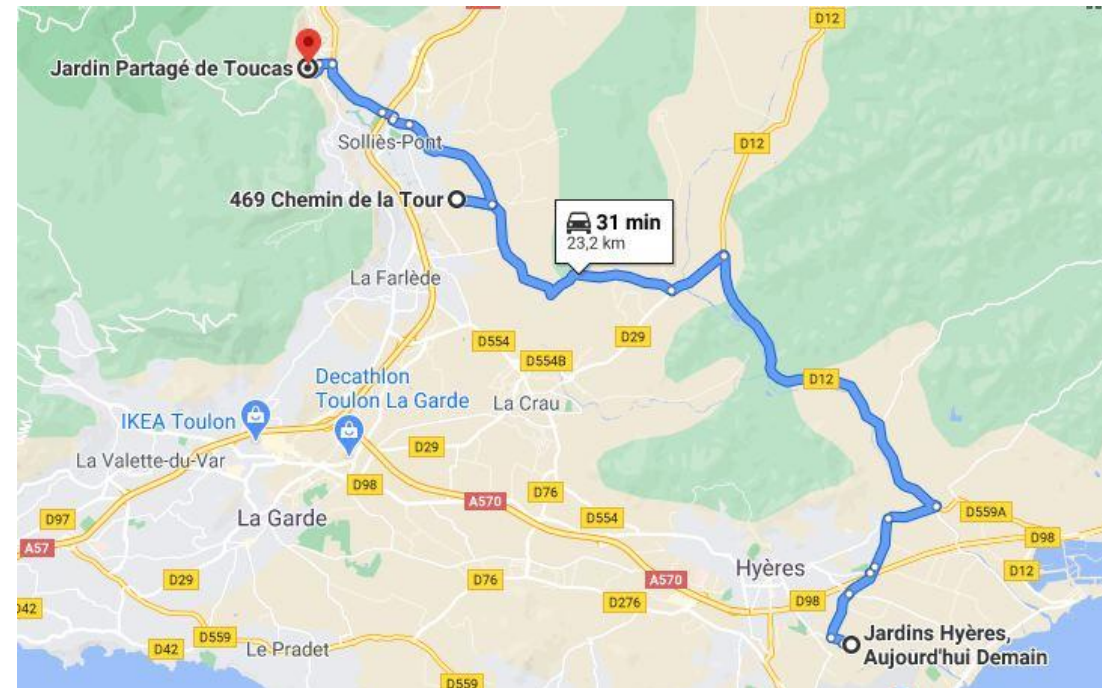 D12
Jardin Partagé de Toucas
Solliès-Pont
D12
469 Chemin de la Tour
31 min
23,2 km
La Farlède
D554
D29
D554B
Decathlon
Toulon La Garde
D12
La Crau
IKEA Toulon
D29
La Valette-du-Var
D98
A570
D76
D97
La Garde
D554
D559A
D98
A57
Hyères
D12
D29
D76
A570
D276
D98
D42
D559
D42
Le Pradet
Jardins Hyères,
Aujourd'hui Demain
D559